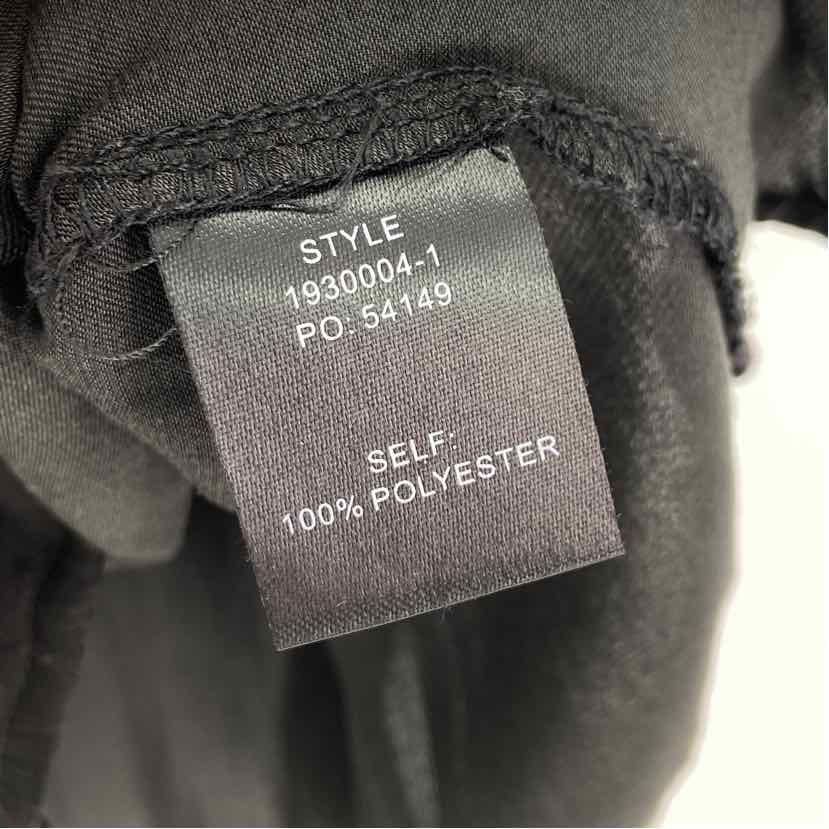 STYLE
1930004-1
PO: 54149
SELF:
100% POLYESTER